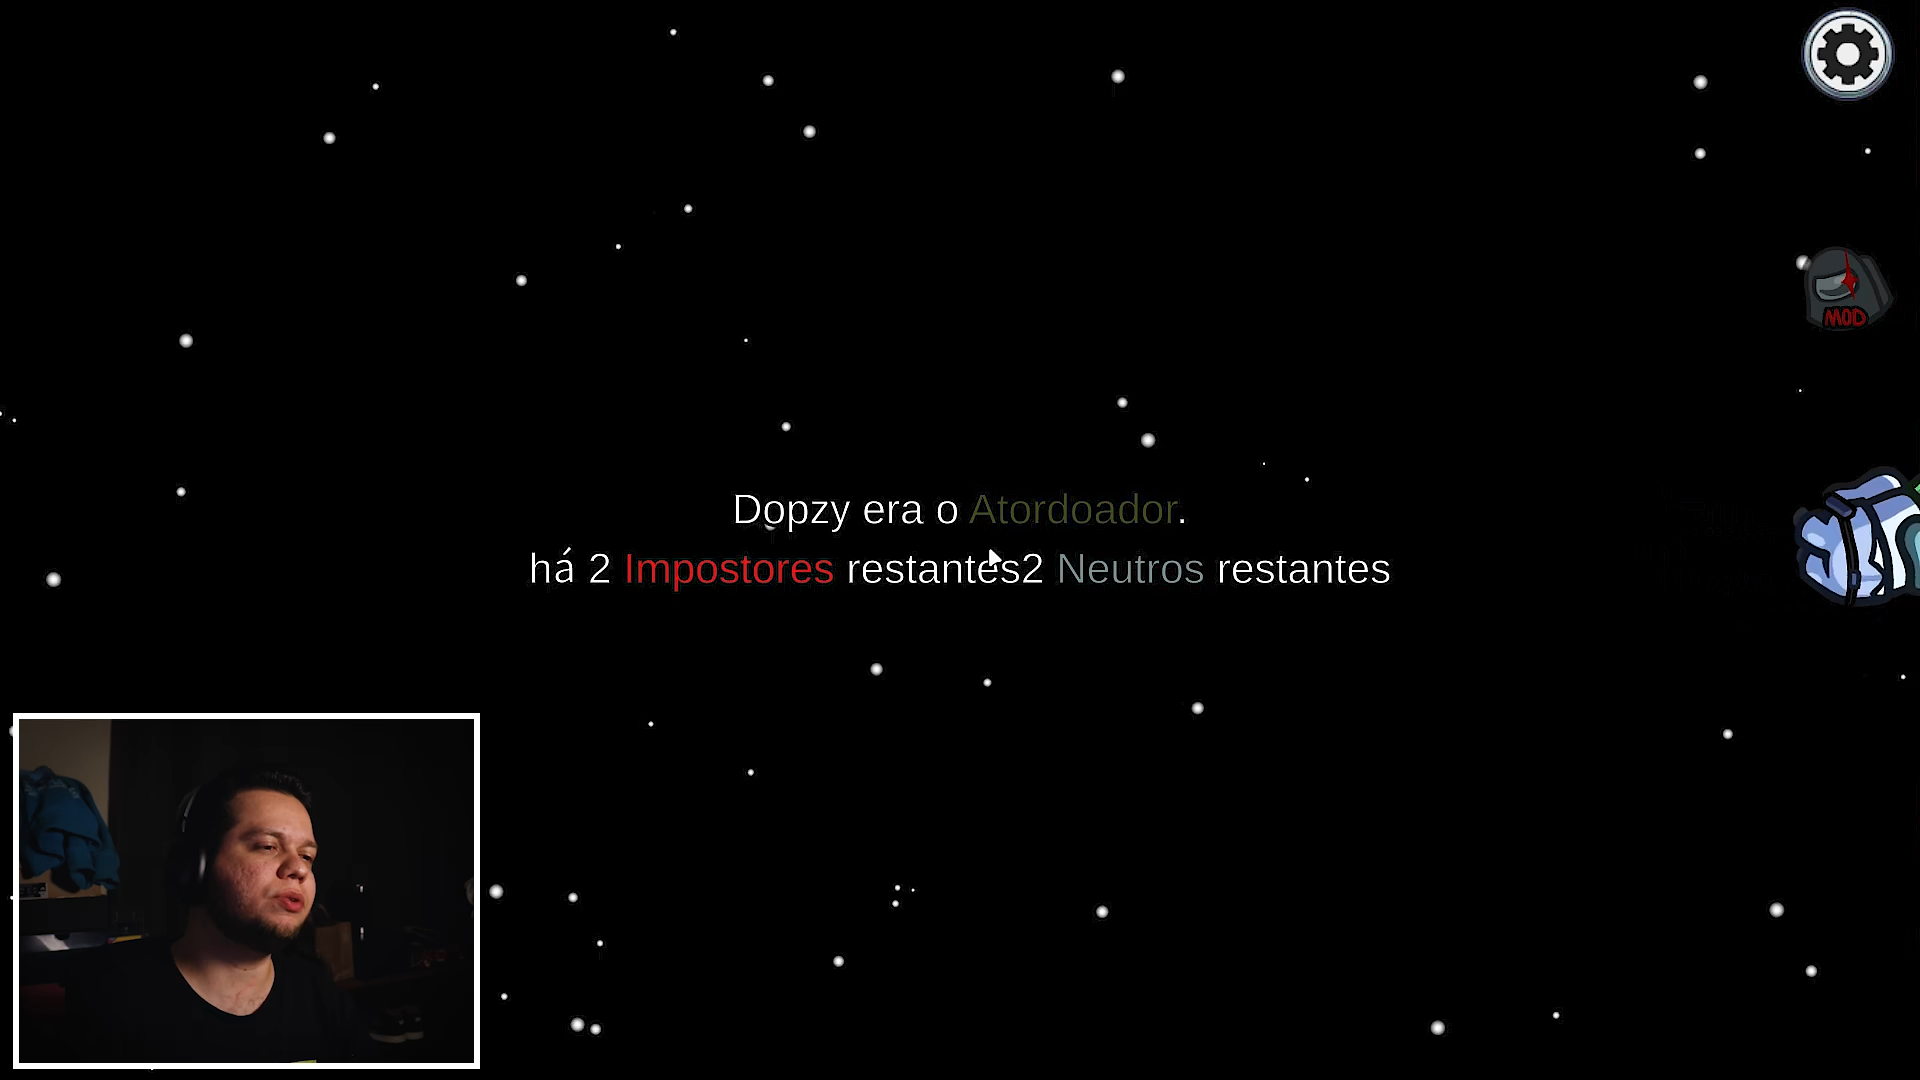 MOD
Dopzy era o Atordoador.
há 2 Impostores restantes2 Neutros restantes